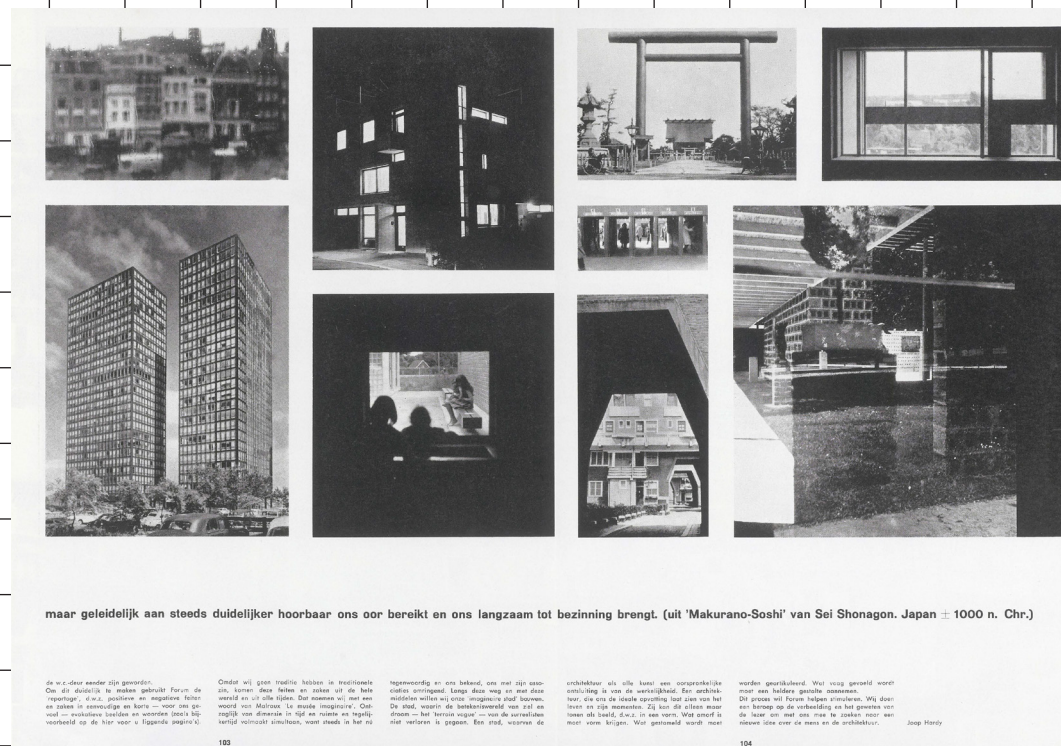 maar geleidelijk aan steeds duidelijker hoorbaar ons oor bereikt en ons langzaam tot bezinning brengt. (uit 'Makurano-Soshi' van Sei Shonagon. Japan ± 1000 n. Chr.)
de w.c.-deur eender zijn geworden.
Om dit duidelijk te maken gebruikt Forum de
'reportage', d.w.z. positieve en negatieve feiten
en zaken in eenvoudige en korte — voor ons ge-
voel — evokatieve beelden en woorden (zoals bij-
voorbeeld op de hier voor u liggende pagina's).
Omdat wij geen traditie hebben in traditionele
zin, komen deze feiten en zaken uit de hele
wereld en uit alle tijden. Dat noemen wij met een
woord van Malraux 'Le musée imaginaire'. Ont-
zaglijk van dimensie in tijd en ruimte en tegelij-
kertijd volmaakt simultaan, want steeds in het nú
tegenwoordig en ons bekend, ons met zijn asso-
ciaties omringend. Langs deze weg en met deze
middelen willen wij onze 'imaginaire stad' bouwen.
De stad, waarin de betekaniswereld van ziel en
droom — het 'terrain vague' — van de surrealisten
niet verloren is gegaan. Een stad, waarvan de
architektuur als alle kunst een oorspronkelijke
ontsluiting is van de werkelijkheid. Een architek-
tuur, die ons de ideale opvatting laat zien van het
leven en zijn momenten. Zij kan dit alleen maar
tonen als beeld, d.w.z. in een vorm. Wat amorf is
moet vorm krijgen. Wat gestameld wordt moet
worden geartikuleerd. Wat vaag gevoeld wordt
moet een heldere gestalte aannemen.
Dit proces wil Forum helpen stimuleren. Wij doen
een beroep op de verbeelding en het geweten van
de lezer om met ons mee te zoeken naar een
nieuwe idee over de mens en de architektuur.
Jaap Hardy
103
104